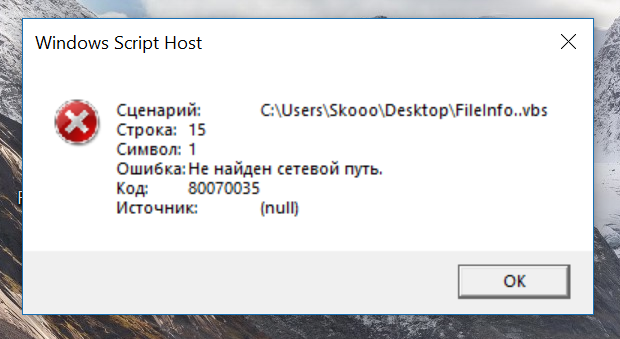 Windows Script Host
Сценарий: C:\Users\Skooo\Desktop\FileInfo..vbs
Строка: 15
Символ: 1
Ошибка: Не найден сетевой путь.
Код: 80070035
Источник: (null)
OK